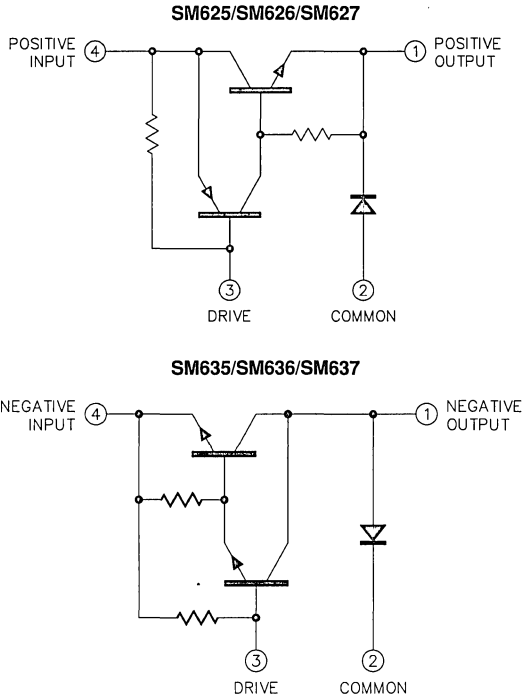 SM625/SM626/SM627
POSITIVE INPUT
4
1
POSITIVE OUTPUT
3
DRIVE
2
COMMON
SM635/SM636/SM637
NEGATIVE INPUT
4
1
NEGATIVE OUTPUT
3
DRIVE
2
COMMON